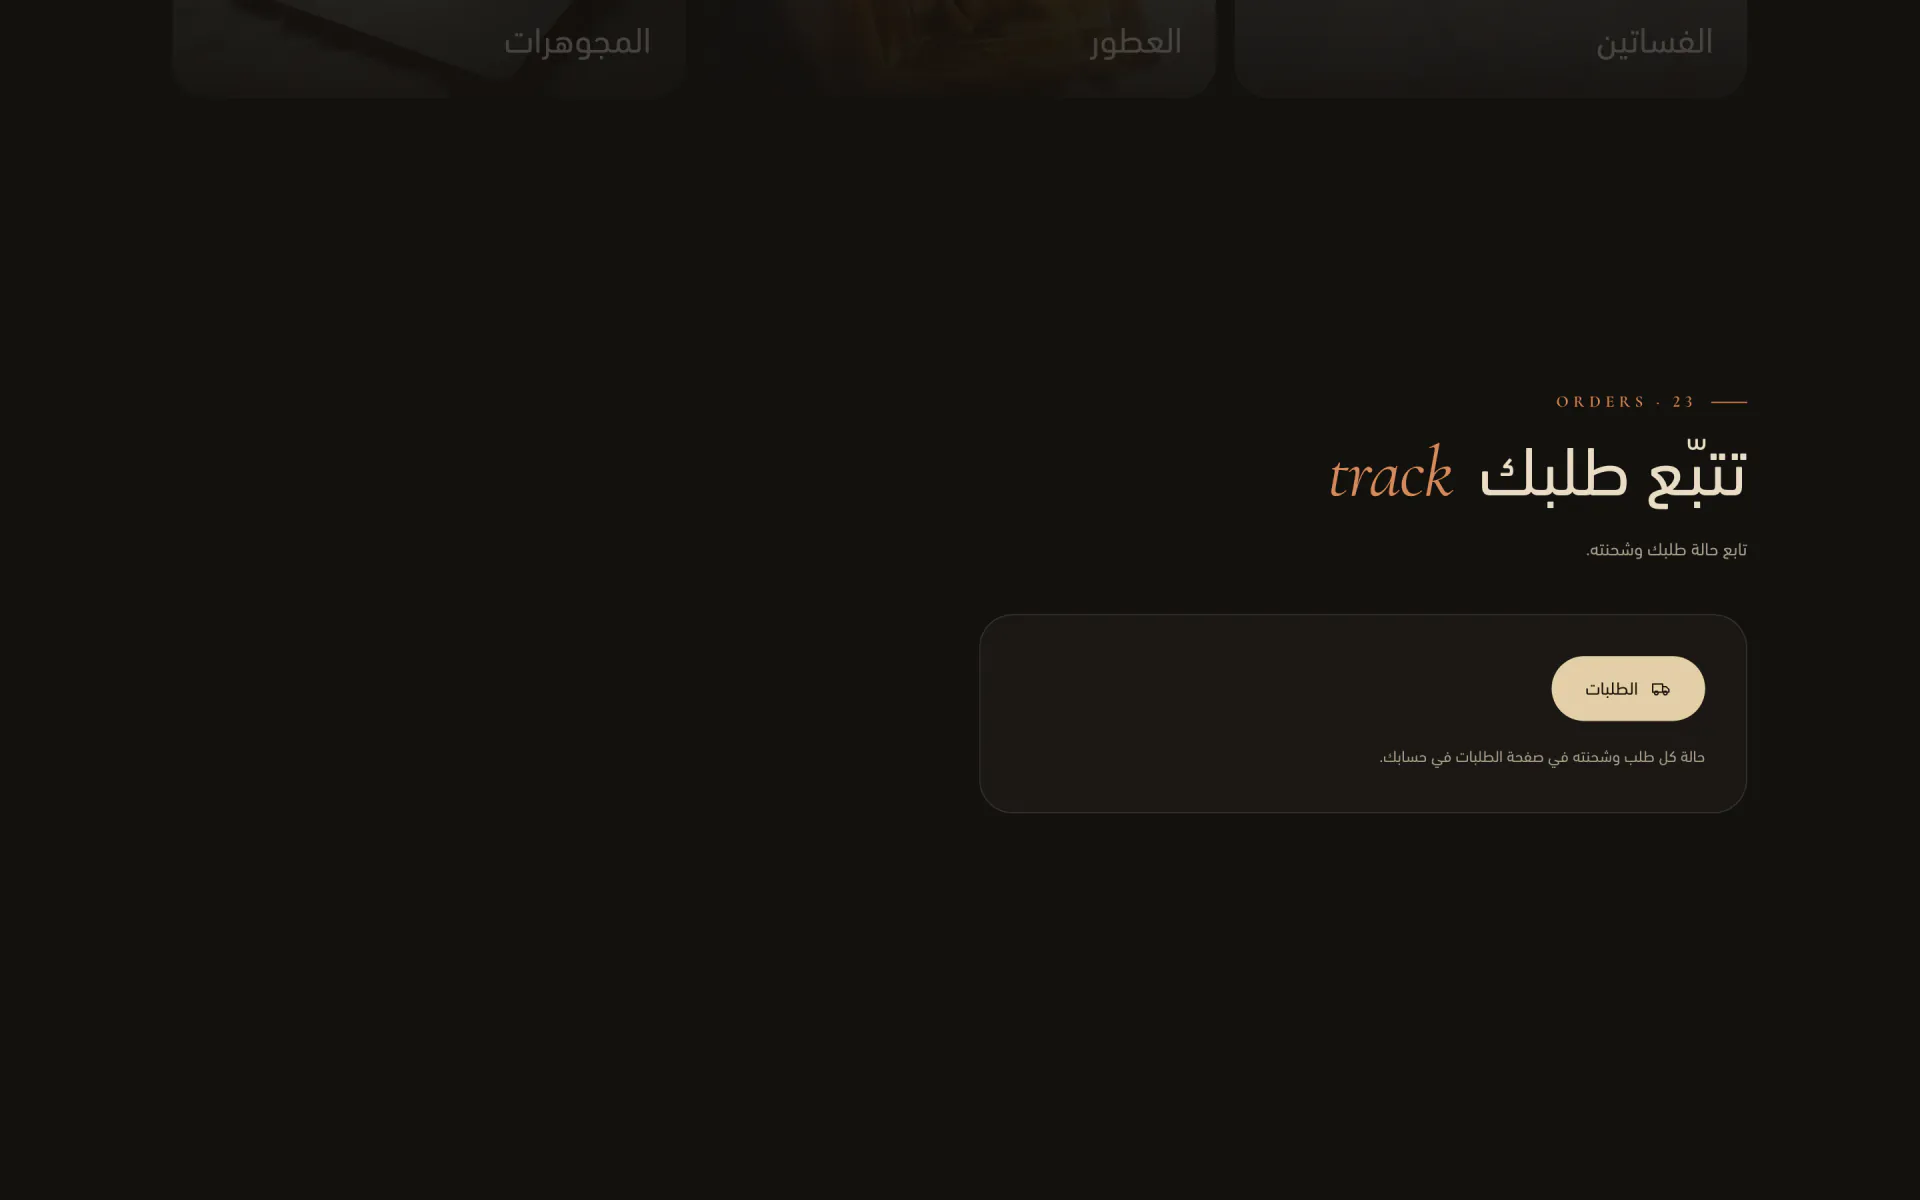 الفساتين
العطور
المجوهرات
ORDERS · 23
تتبّع طلبك track
تابع حالة طلبك وشحنته.
الطلبات
حالة كل طلب وشحنته في صفحة الطلبات في حسابك.